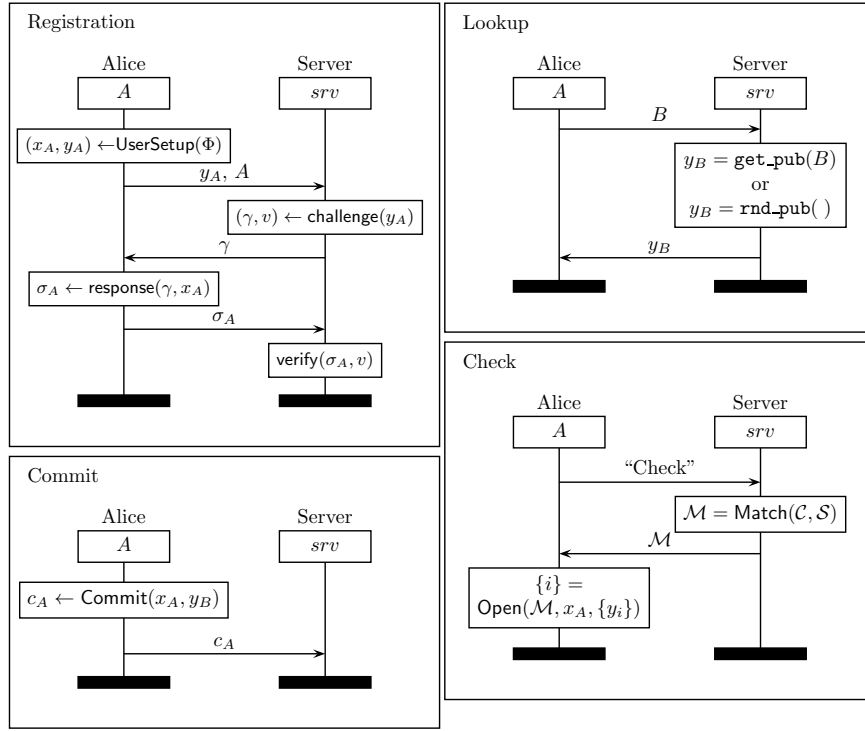 Registration
Alice
Server
A
srv
(x_A, y_A) ←UserSetup(Φ)
y_A, A
(γ, v) ← challenge(y_A)
γ
σ_A ← response(γ, x_A)
σ_A
verify(σ_A, v)
Commit
Alice
Server
A
srv
c_A ← Commit(x_A, y_B)
c_A
Lookup
Alice
Server
A
srv
B
y_B = get_pub(B)
or
y_B = rnd_pub( )
y_B
Check
Alice
Server
A
srv
“Check”
ℳ = Match(𝒞, 𝒮)
ℳ
{i} =
Open(ℳ, x_A, {y_i})